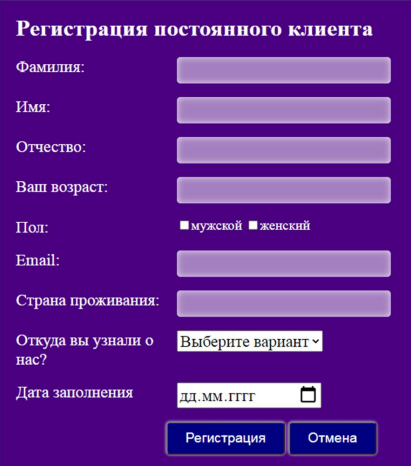 Регистрация постоянного клиента
Фамилия:
Имя:
Отчество:
Ваш возраст:
Пол: мужской женский
Email:
Страна проживания:
Откуда вы узнали о Выберите вариант
нас?
Дата заполнения дд.мм.гггг
Регистрация Отмена